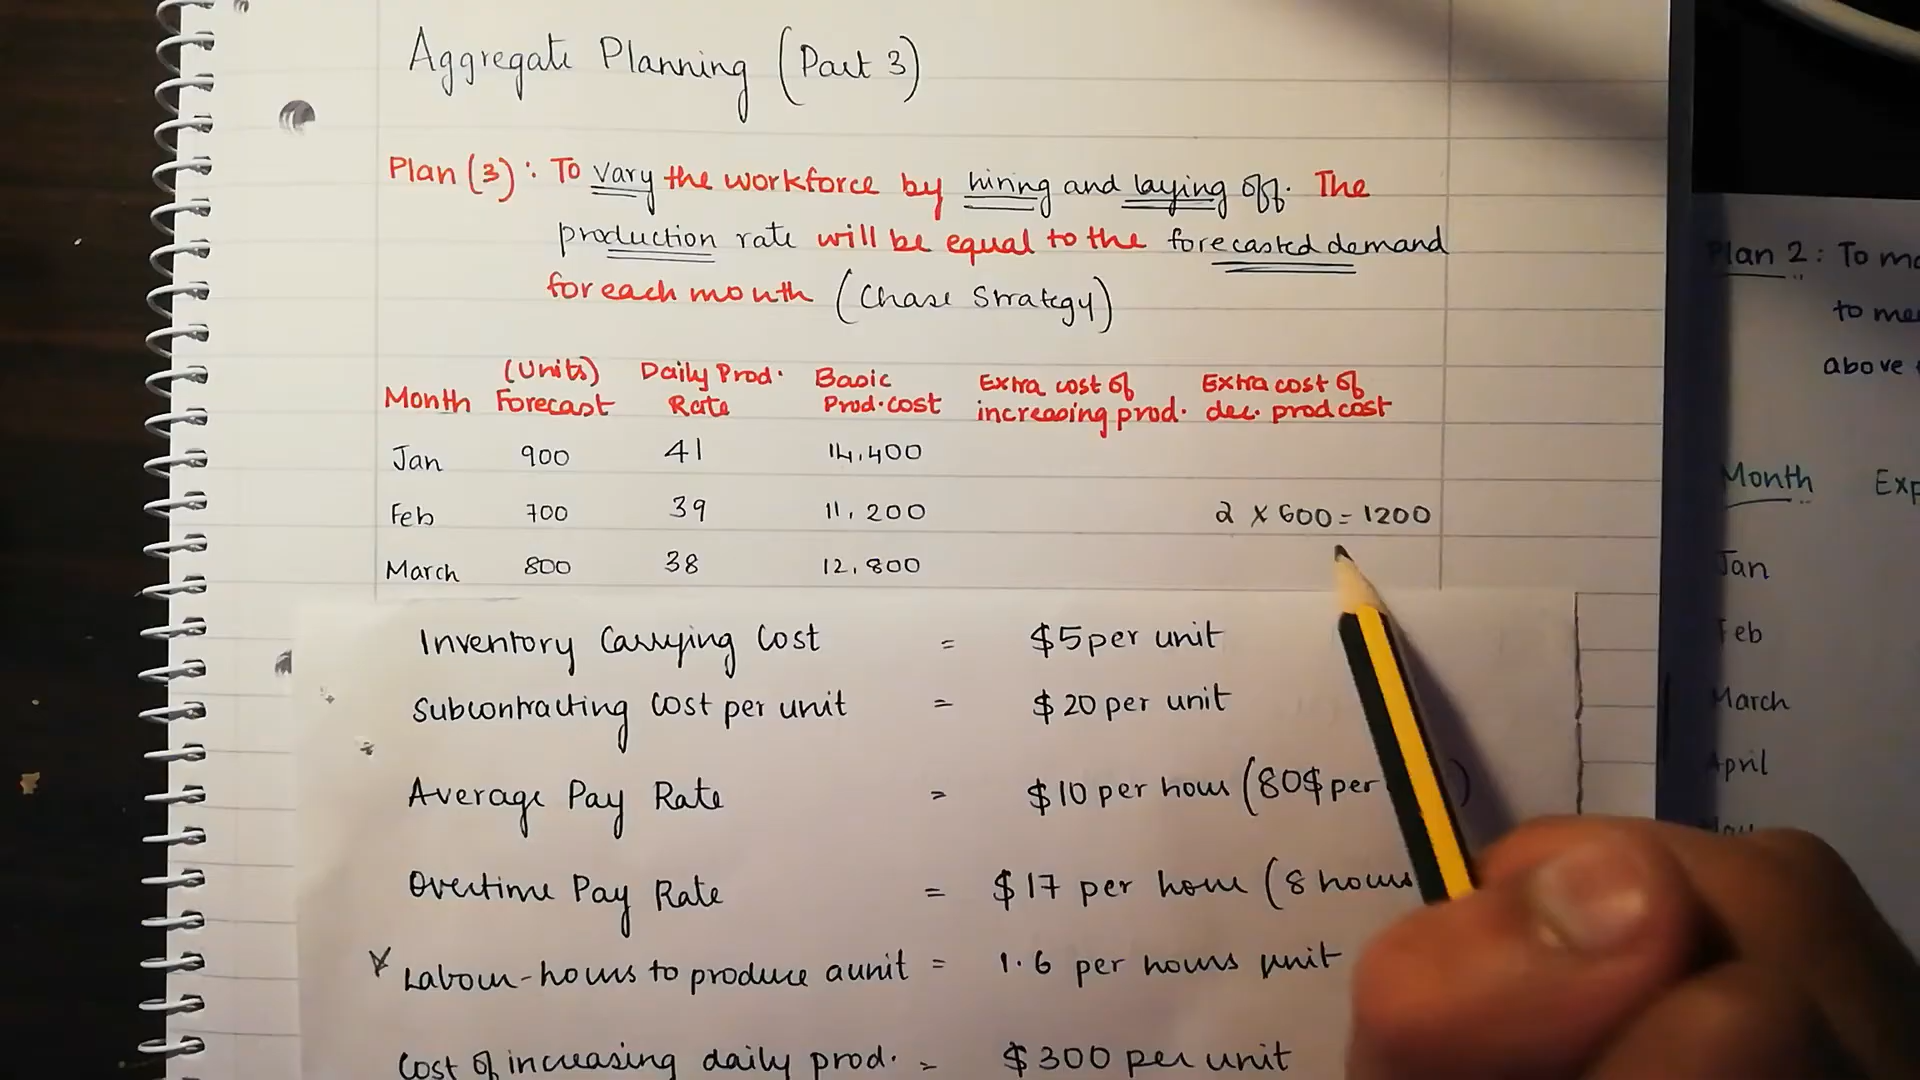 Aggregate Planning (Part 3)
Plan (3): To vary the workforce by hiring and laying off. The
production rate will be equal to the forecasted demand
for each month (Chase Strategy)
Month (Units) Forecast Daily Prod. Rate Basic Prod. cost Extra cost of increasing prod. Extra cost of dec. prod cost
Jan 900 41 14,400
Feb 700 39 11,200 2 x 600 = 1200
March 800 38 12,800
Inventory Carrying Cost = $5 per unit
Subcontracting Cost per unit = $20 per unit
Average Pay Rate = $10 per hour (80$ per
Overtime Pay Rate = $17 per hour (8 hours
Labour-hours to produce a unit = 1.6 per hours unit
Cost of increasing daily prod. = $300 per unit
Plan 2: To
to
above
Month
Jan
Feb
March
April